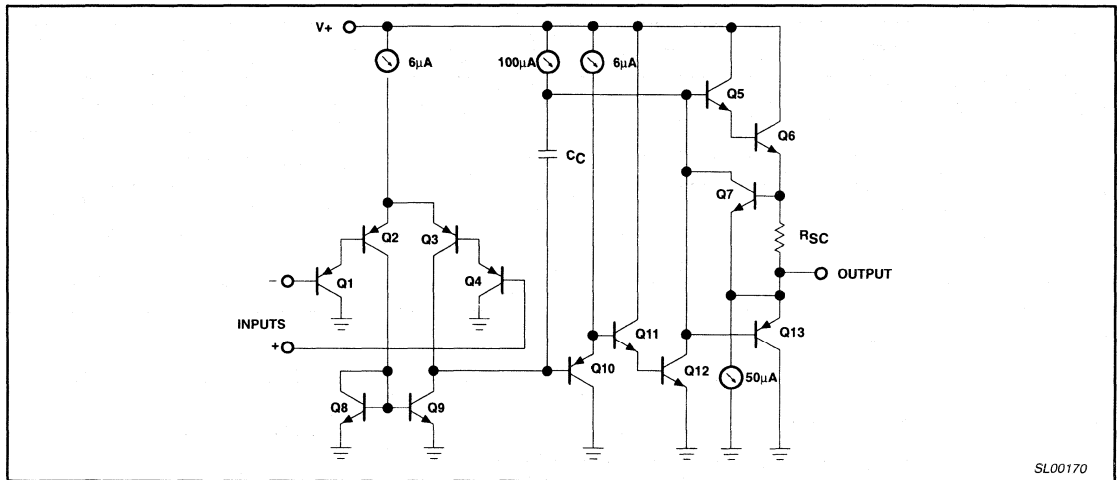 V+
6μA
100μA
6μA
Q5
Q6
CC
Q7
RSC
Q2
Q3
Q1
Q4
OUTPUT
INPUTS
−
+
Q11
Q13
Q10
Q12
50μA
Q8
Q9
SL00170